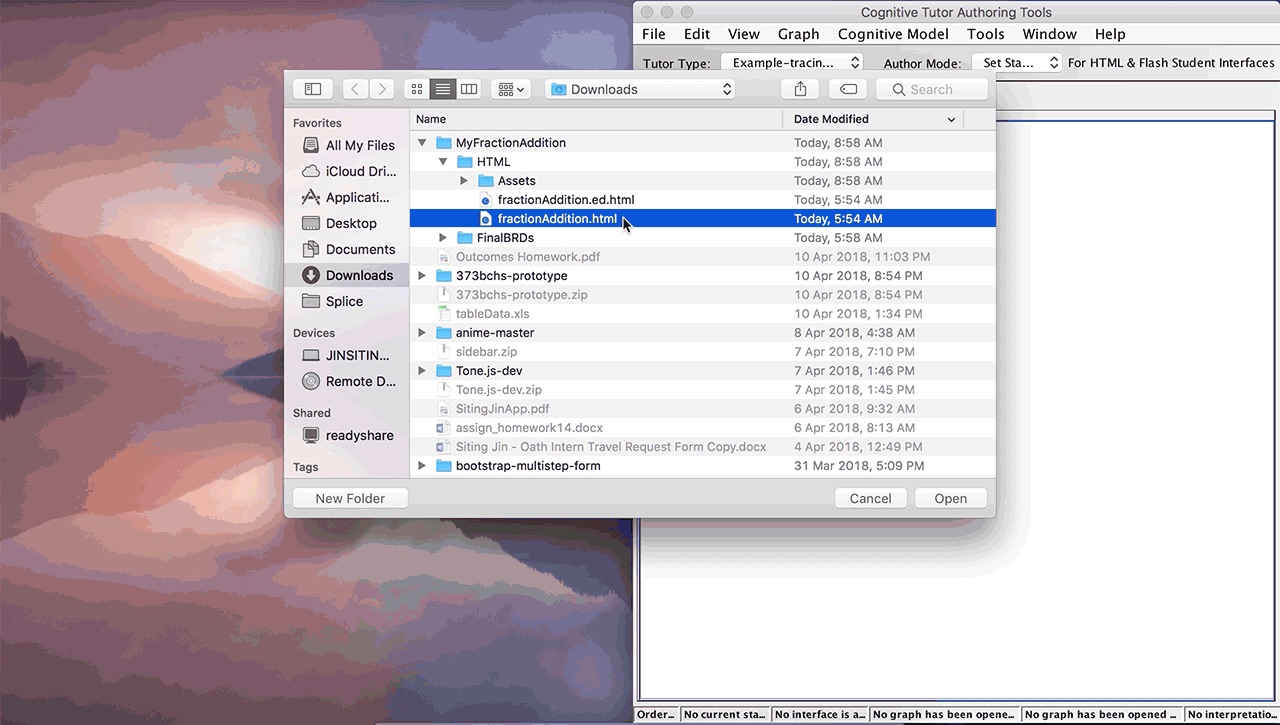 Cognitive Tutor Authoring Tools
File Edit View Graph Cognitive Model Tools Window Help
Tutor Type: Example-tracin... Author Mode: Set Sta... For HTML & Flash Student Interfaces
Downloads Search
Favorites
All My Files
iCloud Dri...
Applicati...
Desktop
Documents
Downloads
Splice
Devices
JINSITIN...
Remote D...
Shared
readyshare
Tags
Name Date Modified
MyFractionAddition Today, 8:58 AM
HTML Today, 8:58 AM
Assets Today, 8:58 AM
fractionAddition.ed.html Today, 5:54 AM
fractionAddition.html Today, 5:54 AM
FinalBRDs Today, 5:58 AM
Outcomes Homework.pdf 10 Apr 2018, 11:03 PM
373bchs-prototype 10 Apr 2018, 8:54 PM
373bchs-prototype.zip 10 Apr 2018, 8:54 PM
tableData.xls 10 Apr 2018, 1:34 PM
anime-master 8 Apr 2018, 4:38 AM
sidebar.zip 7 Apr 2018, 7:10 PM
Tone.js-dev 7 Apr 2018, 1:46 PM
Tone.js-dev.zip 7 Apr 2018, 1:45 PM
SitingJinApp.pdf 6 Apr 2018, 9:32 AM
assign_homework14.docx 6 Apr 2018, 8:13 AM
Siting Jin - Oath Intern Travel Request Form Copy.docx 4 Apr 2018, 12:49 PM
bootstrap-multistep-form 31 Mar 2018, 5:09 PM
New Folder Cancel Open
Order... No current sta... No interface is a... No graph has been opene... No graph has been opened ... No interpretatio...